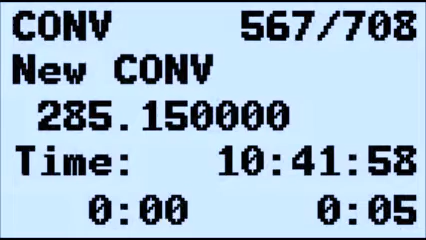 CONV 567/708
New CONV
285.150000
Time: 10:41:58
0:00 0:05